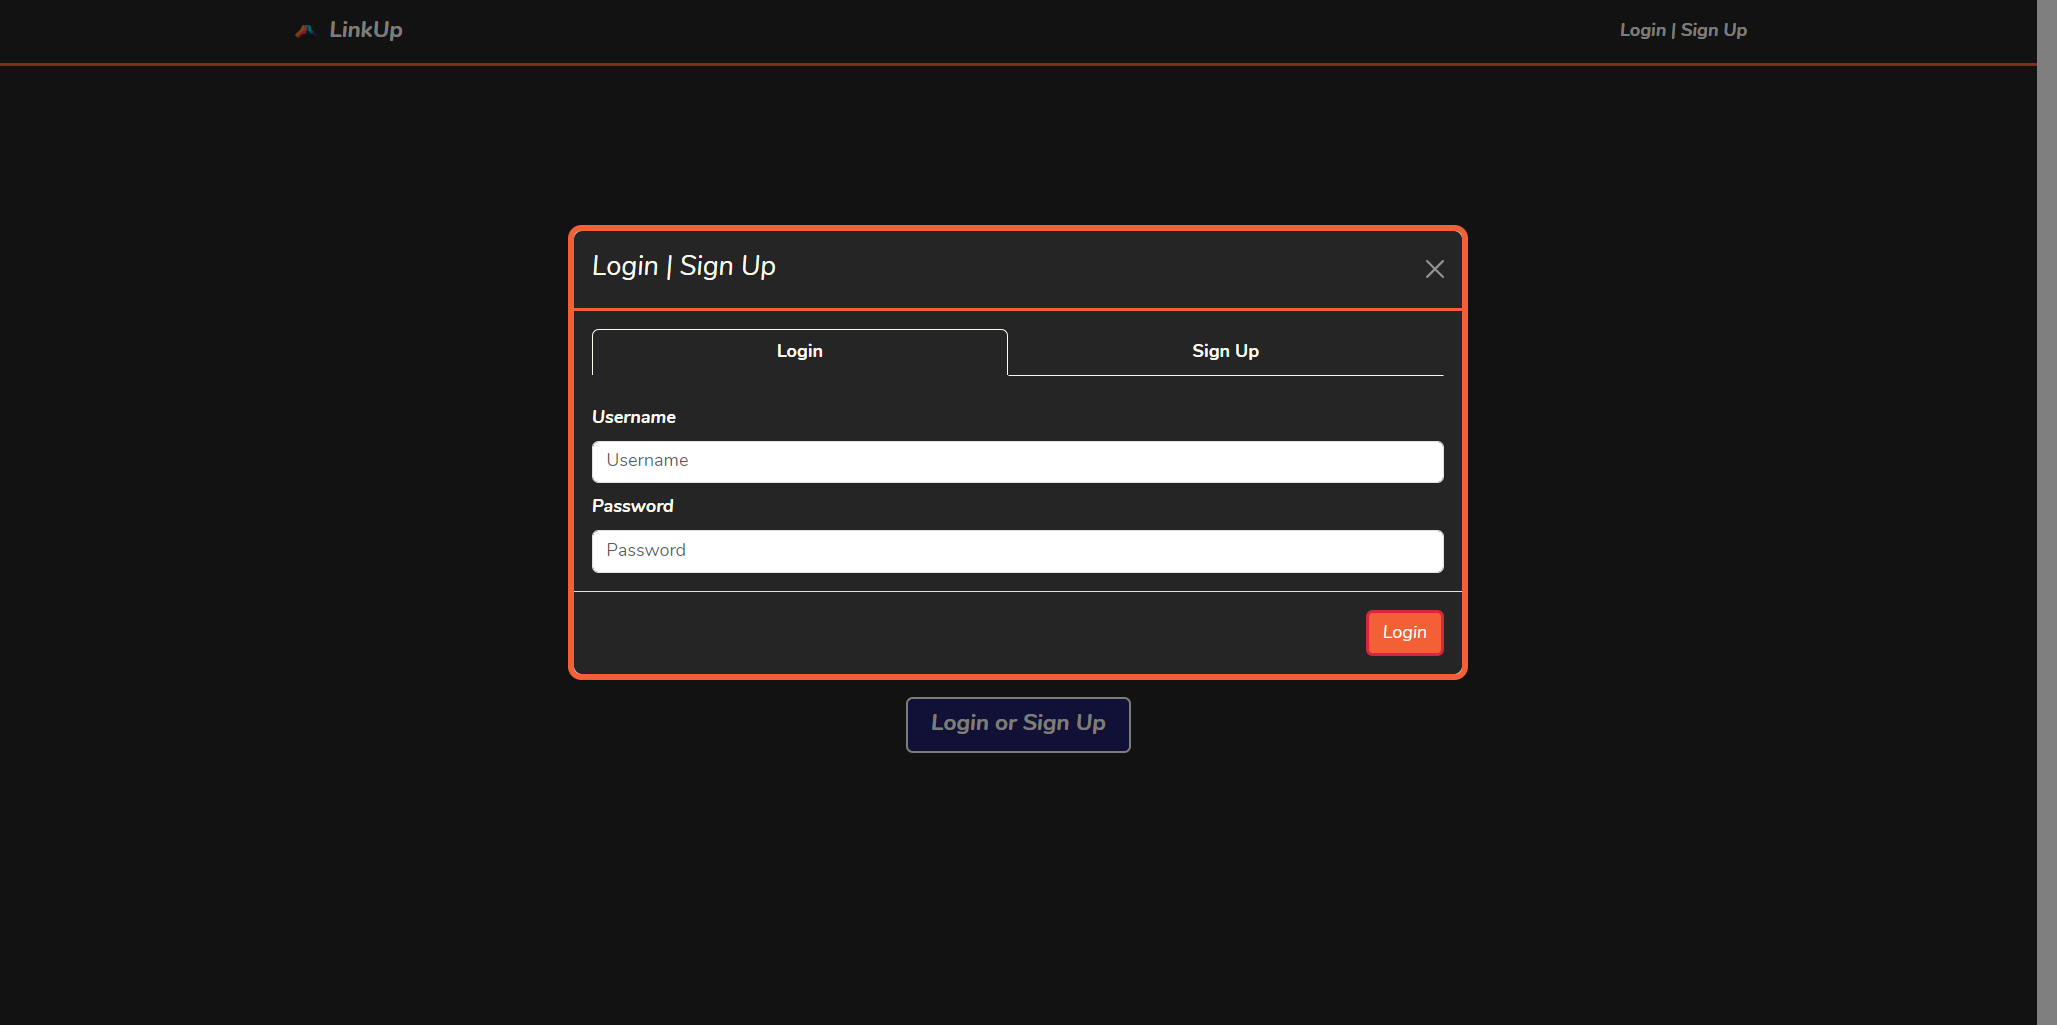 LinkUp
Login | Sign Up
Login | Sign Up
Login
Sign Up
Username
Username
Password
Password
Login
Login or Sign Up